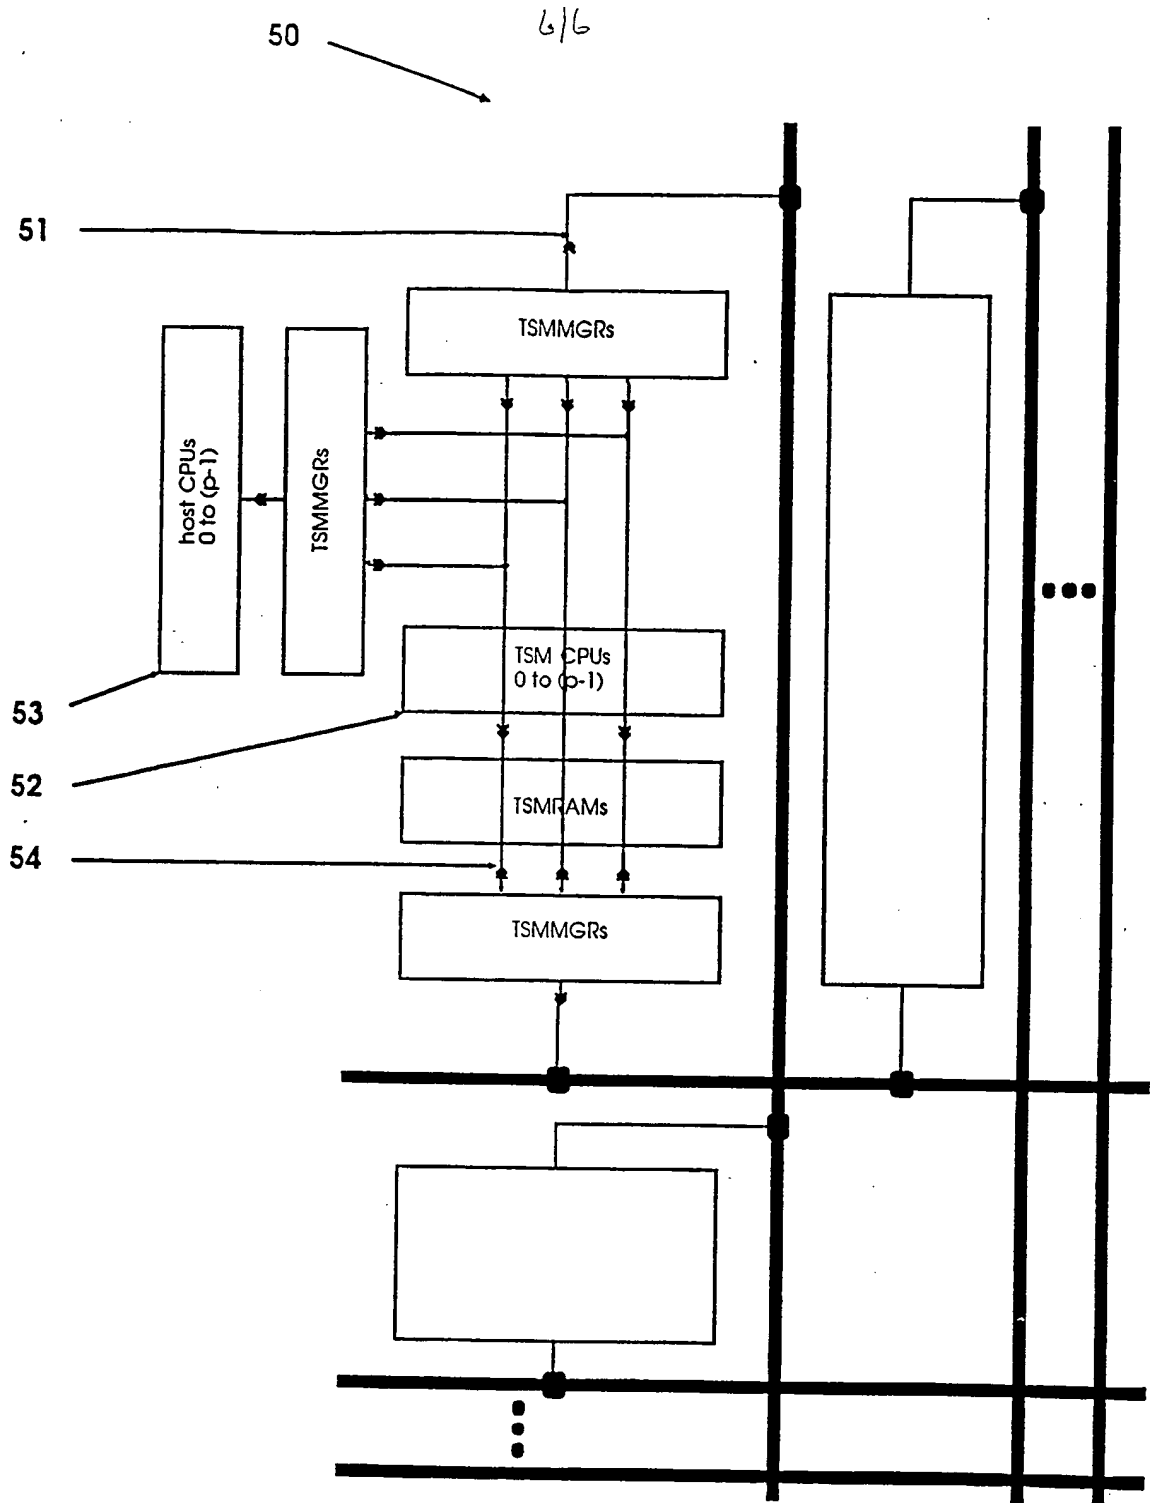 6/6
50
51
TSMMGRs
host CPUs
0 to (p-1)
TSMMGRs
TSM CPUs
0 to (p-1)
53
52
TSMRAMs
54
TSMMGRs